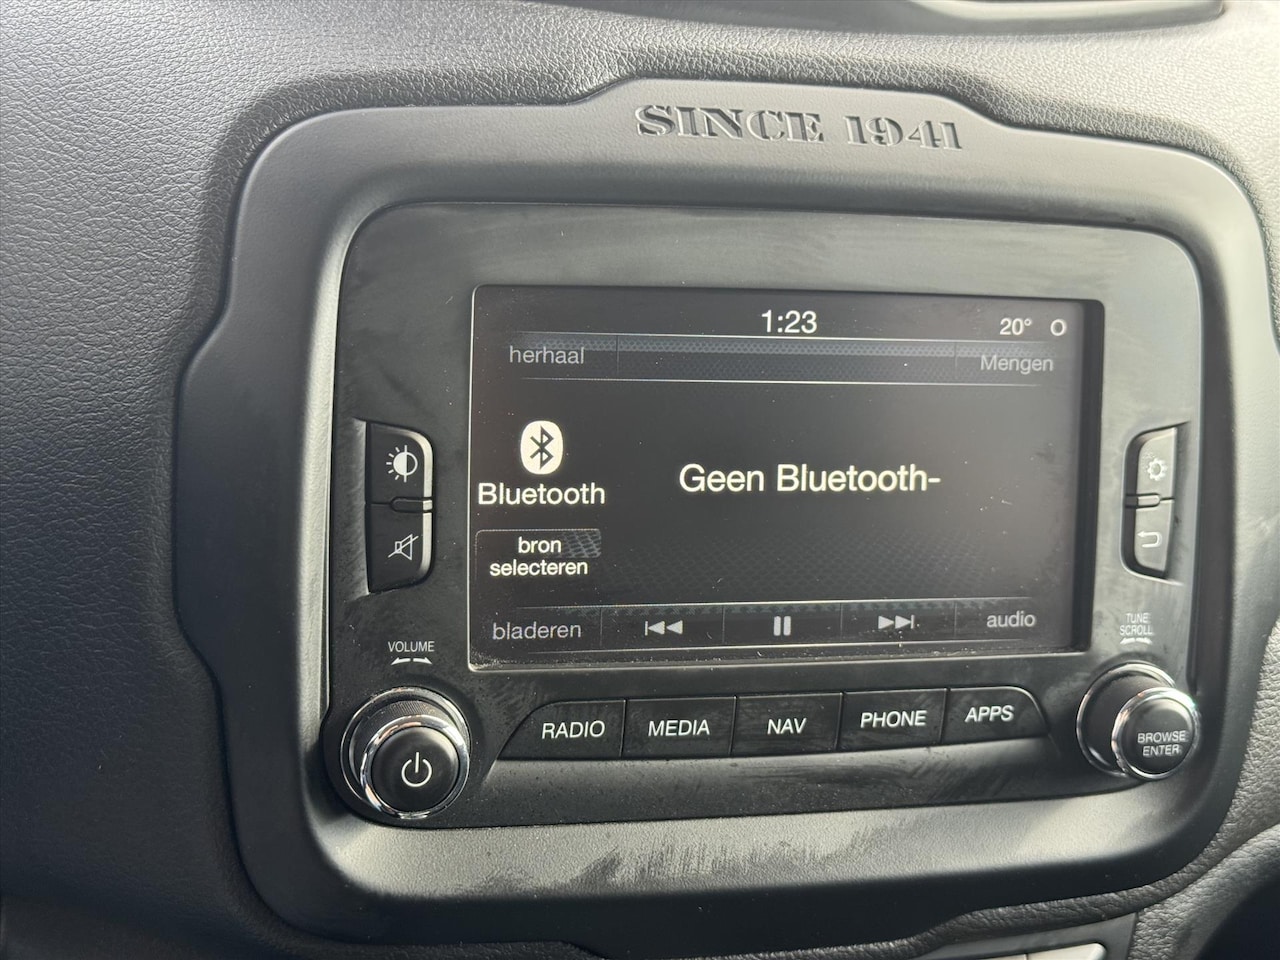 SINCE 1941
1:23
20° O
herhaal
Mengen
Bluetooth
Geen Bluetooth-
bron
selecteren
bladeren
audio
VOLUME
TUNE
SCROLL
RADIO
MEDIA
NAV
PHONE
APPS
BROWSE
ENTER